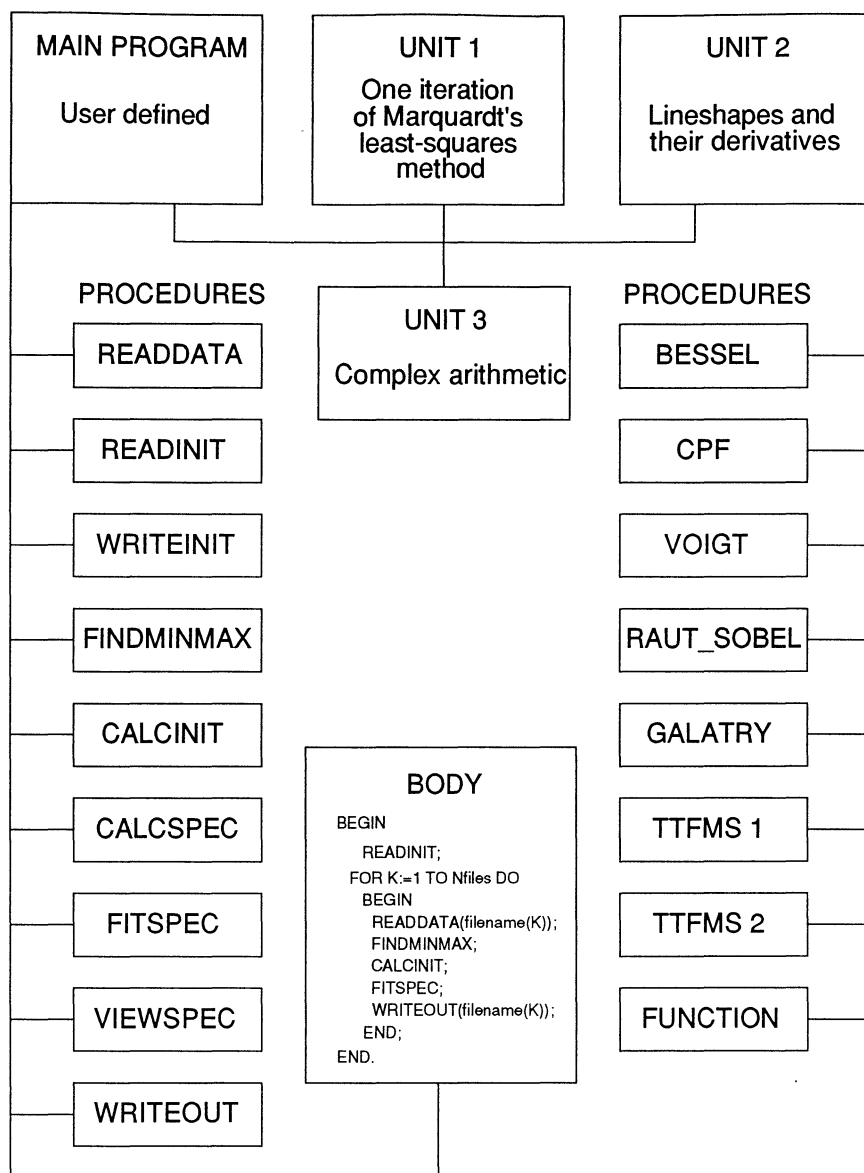 MAIN PROGRAM
User defined
UNIT 1
One iteration
of Marquardt's
least-squares
method
UNIT 2
Lineshapes and
their derivatives
UNIT 3
Complex arithmetic
PROCEDURES
READDATA
READINIT
WRITEINIT
FINDMINMAX
CALCINIT
CALCSPEC
FITSPEC
VIEWSPEC
WRITEOUT
BODY
BEGIN
READINIT;
FOR K:=1 TO Nfiles DO
BEGIN
READDATA(filename(K));
FINDMINMAX;
CALCINIT;
FITSPEC;
WRITEOUT(filename(K));
END;
END.
PROCEDURES
BESSEL
CPF
VOIGT
RAUT_SOBEL
GALATRY
TTFMS 1
TTFMS 2
FUNCTION